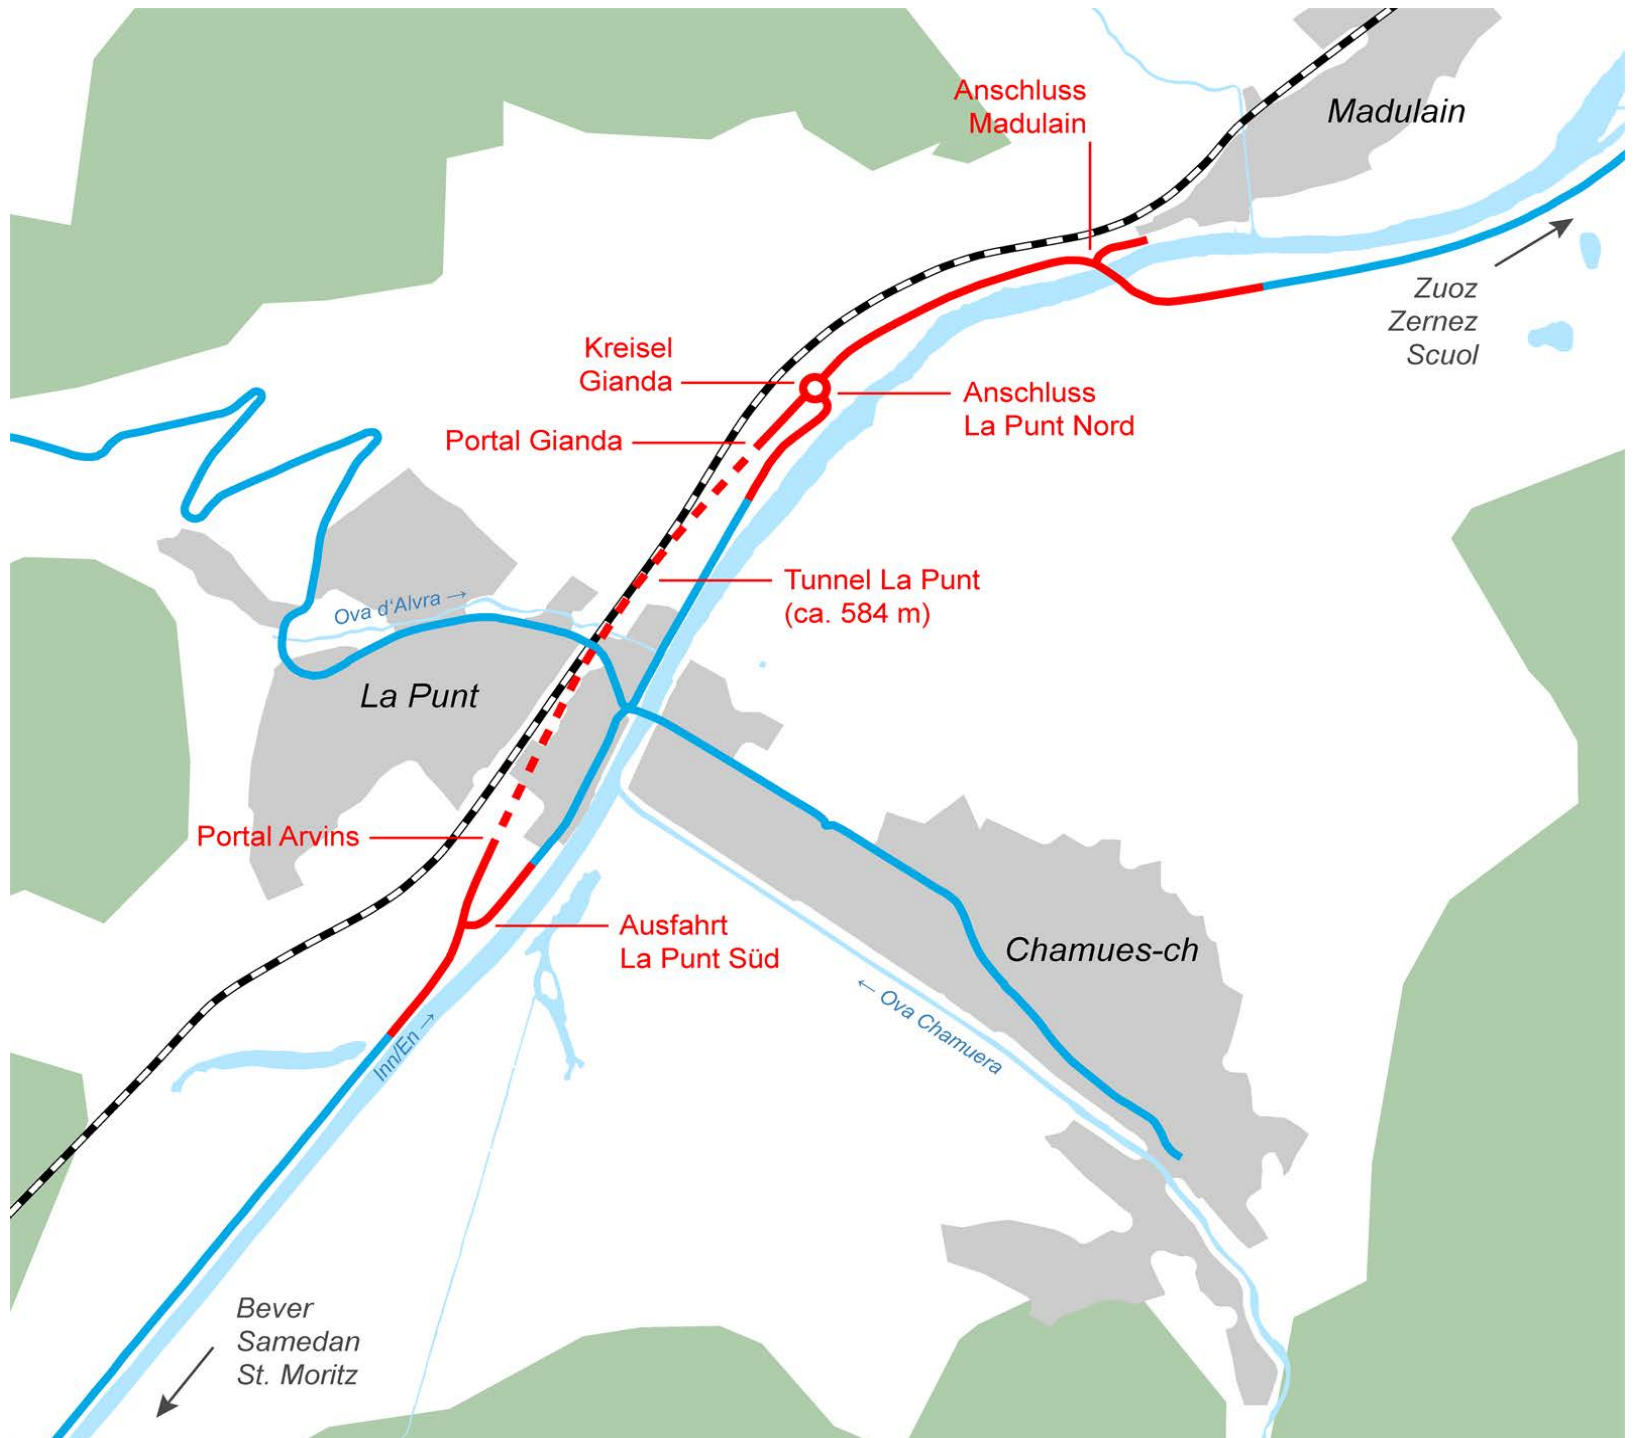 Anschluss
Madulain
Madulain
Zuoz
Zernez
Scuol
Kreisel
Gianda
Anschluss
La Punt Nord
Portal Gianda
Tunnel La Punt
(ca. 584 m)
Ova d'Alvra →
La Punt
Portal Arvins
Ausfahrt
La Punt Süd
Chamues-ch
← Ova Chamuera
Inn/En →
Bever
Samedan
St. Moritz